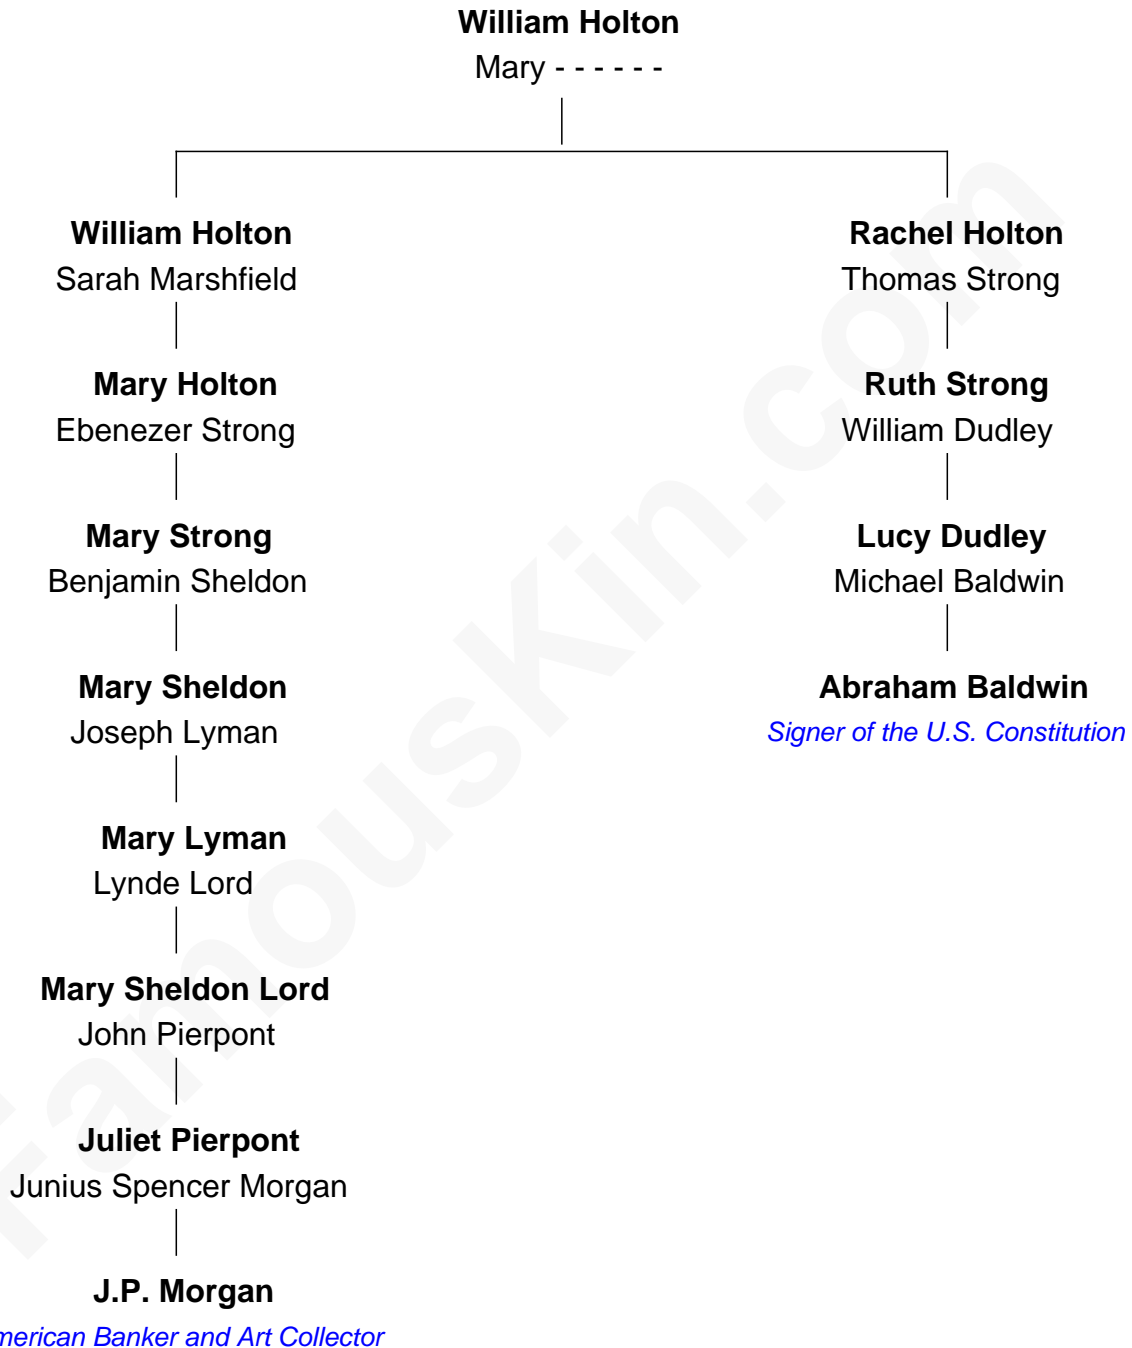 William Holton
Mary - - - - - -
William Holton
Sarah Marshfield
Rachel Holton
Thomas Strong
Mary Holton
Ebenezer Strong
Ruth Strong
William Dudley
Mary Strong
Benjamin Sheldon
Lucy Dudley
Michael Baldwin
Mary Sheldon
Joseph Lyman
Abraham Baldwin
Signer of the U.S. Constitution
Mary Lyman
Lynde Lord
Mary Sheldon Lord
John Pierpont
Juliet Pierpont
Junius Spencer Morgan
J.P. Morgan
merican Banker and Art Collector
FamousKin.com